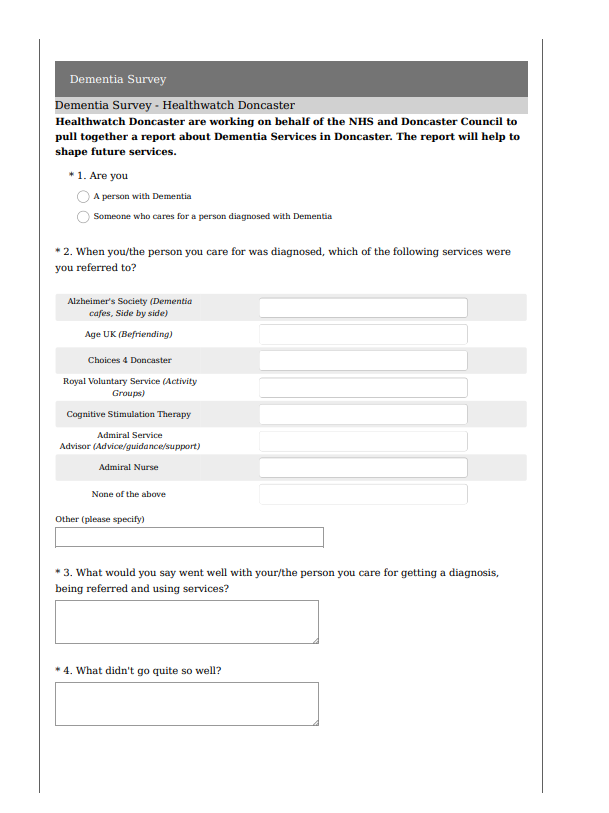 Dementia Survey
Dementia Survey - Healthwatch Doncaster
Healthwatch Doncaster are working on behalf of the NHS and Doncaster Council to
pull together a report about Dementia Services in Doncaster. The report will help to
shape future services.
* 1. Are you
A person with Dementia
Someone who cares for a person diagnosed with Dementia
* 2. When you/the person you care for was diagnosed, which of the following services were
you referred to?
Alzheimer's Society (Dementia
cafes, Side by side)
Age UK (Befriending)
Choices 4 Doncaster
Royal Voluntary Service (Activity
Groups)
Cognitive Stimulation Therapy
Admiral Service
Advisor (Advice/guidance/support)
Admiral Nurse
None of the above
Other (please specify)
* 3. What would you say went well with your/the person you care for getting a diagnosis,
being referred and using services?
* 4. What didn't go quite so well?